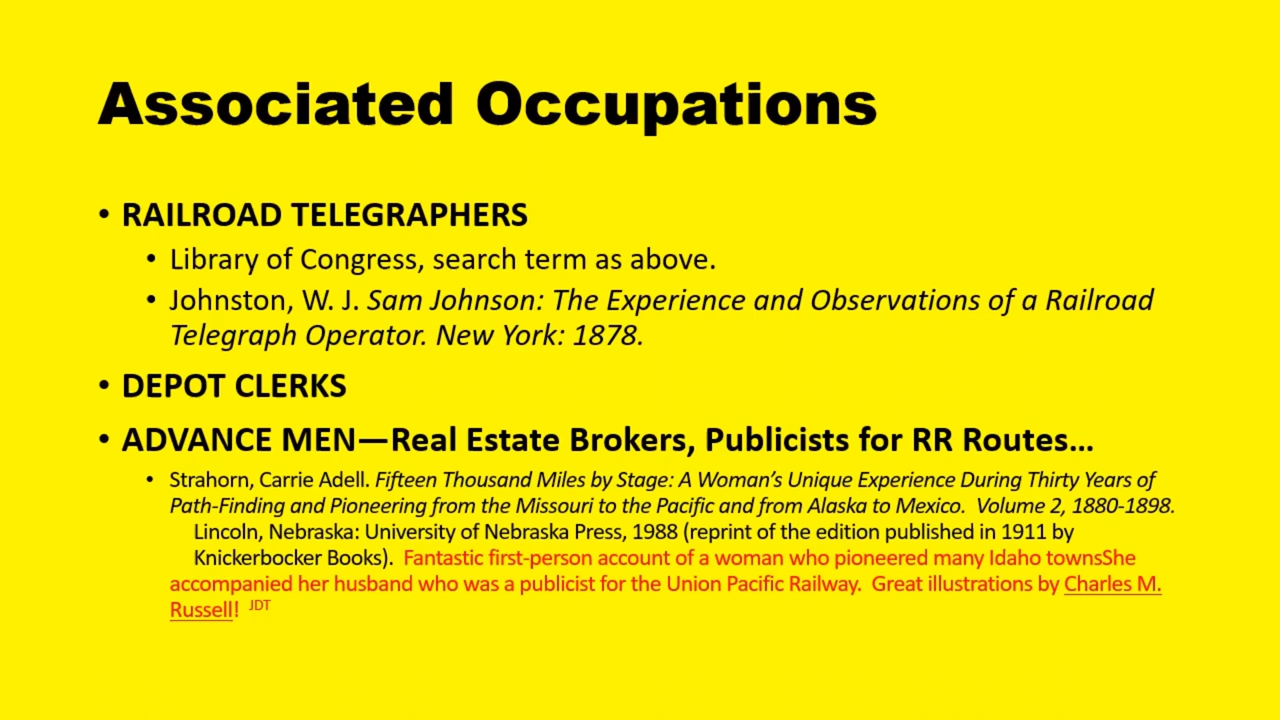 Associated Occupations
• RAILROAD TELEGRAPHERS
• Library of Congress, search term as above.
• Johnston, W. J. Sam Johnson: The Experience and Observations of a Railroad
Telegraph Operator. New York: 1878.
• DEPOT CLERKS
• ADVANCE MEN—Real Estate Brokers, Publicists for RR Routes…
• Strahorn, Carrie Adell. Fifteen Thousand Miles by Stage: A Woman’s Unique Experience During Thirty Years of
Path-Finding and Pioneering from the Missouri to the Pacific and from Alaska to Mexico. Volume 2, 1880-1898.
Lincoln, Nebraska: University of Nebraska Press, 1988 (reprint of the edition published in 1911 by
Knickerbocker Books). Fantastic first-person account of a woman who pioneered many Idaho townsShe
accompanied her husband who was a publicist for the Union Pacific Railway. Great illustrations by Charles M.
Russell! JDT